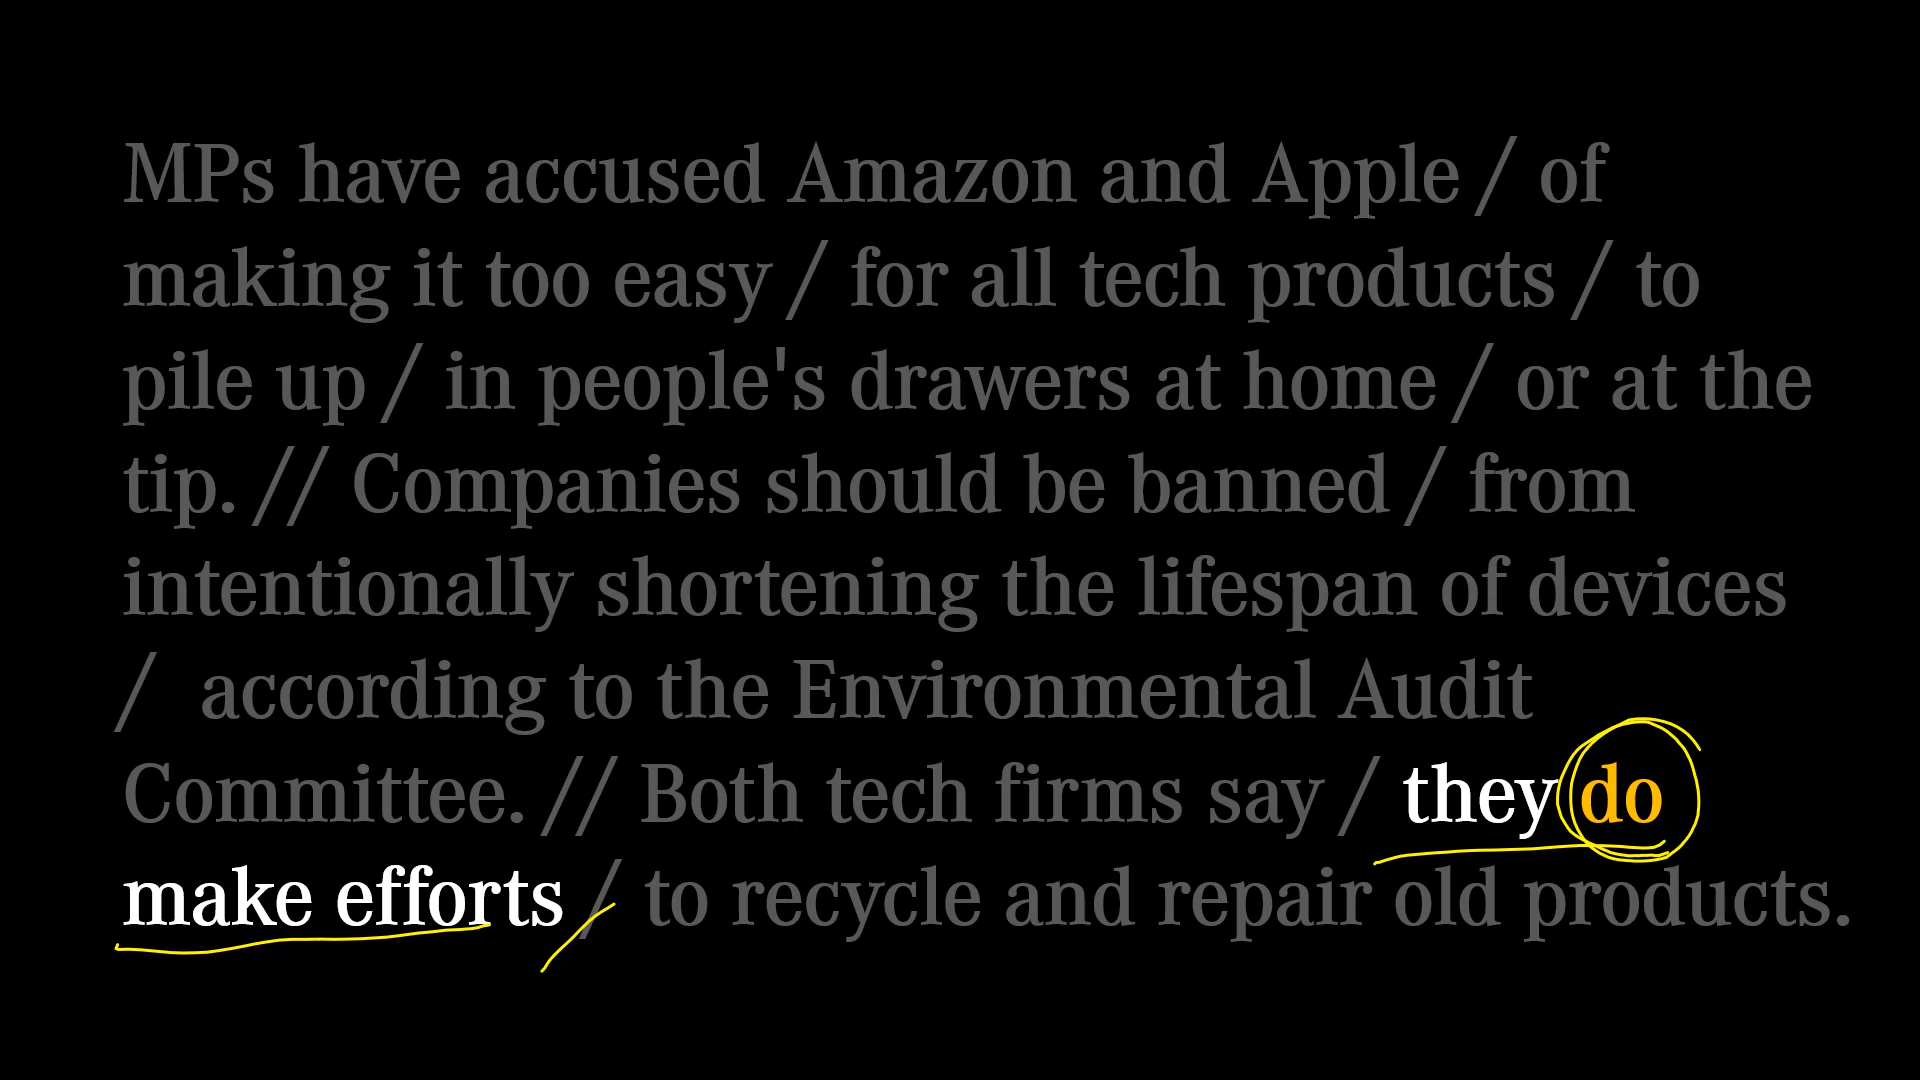 MPs have accused Amazon and Apple / of
making it too easy / for all tech products / to
pile up / in people's drawers at home / or at the
tip. // Companies should be banned / from
intentionally shortening the lifespan of devices
/ according to the Environmental Audit
Committee. // Both tech firms say / they do
make efforts / to recycle and repair old products.